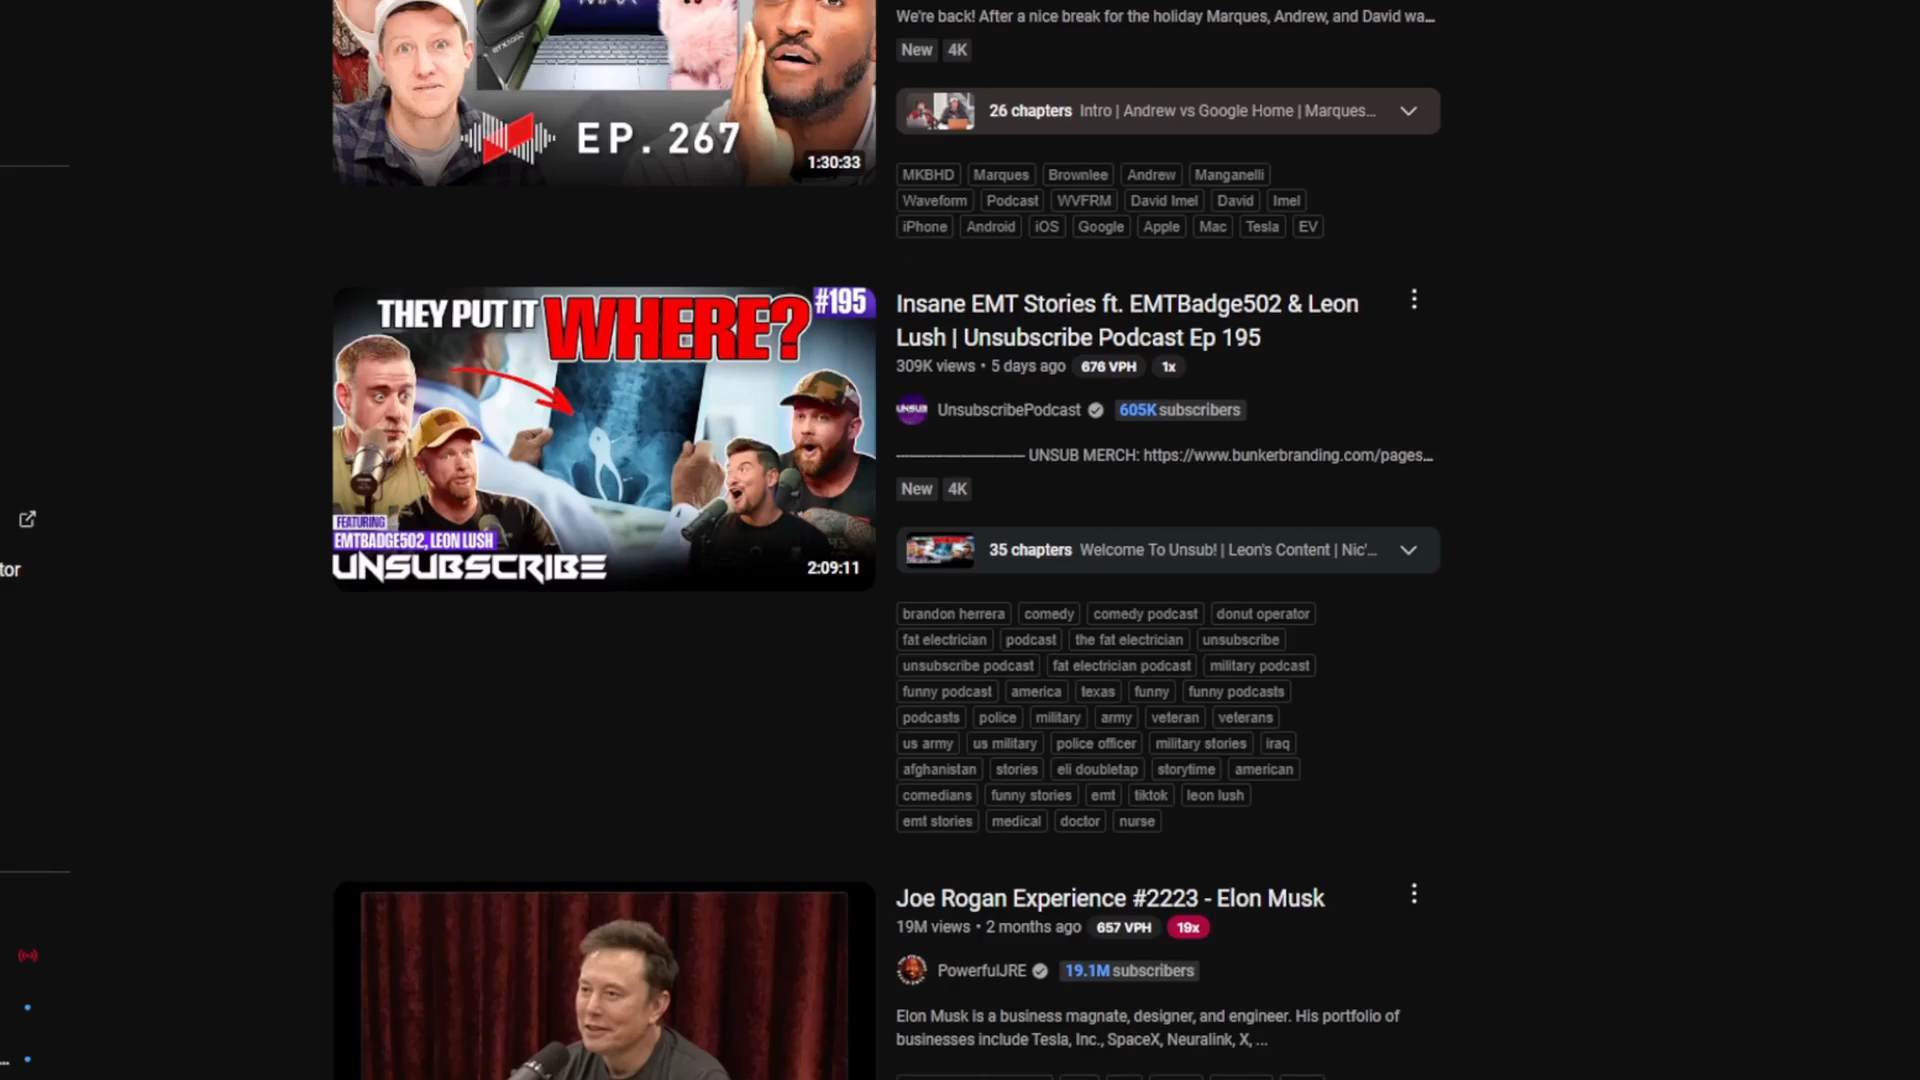 We're back! After a nice break for the holiday Marques, Andrew, and David wa...
New 4K
26 chapters Intro | Andrew vs Google Home | Marques...
EP. 267
1:30:33
MKBHD Marques Brownlee Andrew Manganelli
Waveform Podcast WVFRM David Imel David Imel
iPhone Android iOS Google Apple Mac Tesla EV
THEY PUT IT WHERE? #195
FEATURING
EMTBADGE502, LEON LUSH
UNSUBSCRIBE
2:09:11
Insane EMT Stories ft. EMTBadge502 & Leon
Lush | Unsubscribe Podcast Ep 195
309K views • 5 days ago 676 VPH 1x
UNSUB UnsubscribePodcast 605K subscribers
——————————— UNSUB MERCH: https://www.bunkerbranding.com/pages...
New 4K
35 chapters Welcome To Unsub! | Leon's Content | Nic'...
tor
brandon herrera comedy comedy podcast donut operator
fat electrician podcast the fat electrician unsubscribe
unsubscribe podcast fat electrician podcast military podcast
funny podcast america texas funny funny podcasts
podcasts police military army veteran veterans
us army us military police officer military stories iraq
afghanistan stories eli doubletap storytime american
comedians funny stories emt tiktok leon lush
emt stories medical doctor nurse
Joe Rogan Experience #2223 - Elon Musk
19M views • 2 months ago 657 VPH 19x
PowerfulJRE 19.1M subscribers
Elon Musk is a business magnate, designer, and engineer. His portfolio of
businesses include Tesla, Inc., SpaceX, Neuralink, X, ...
...